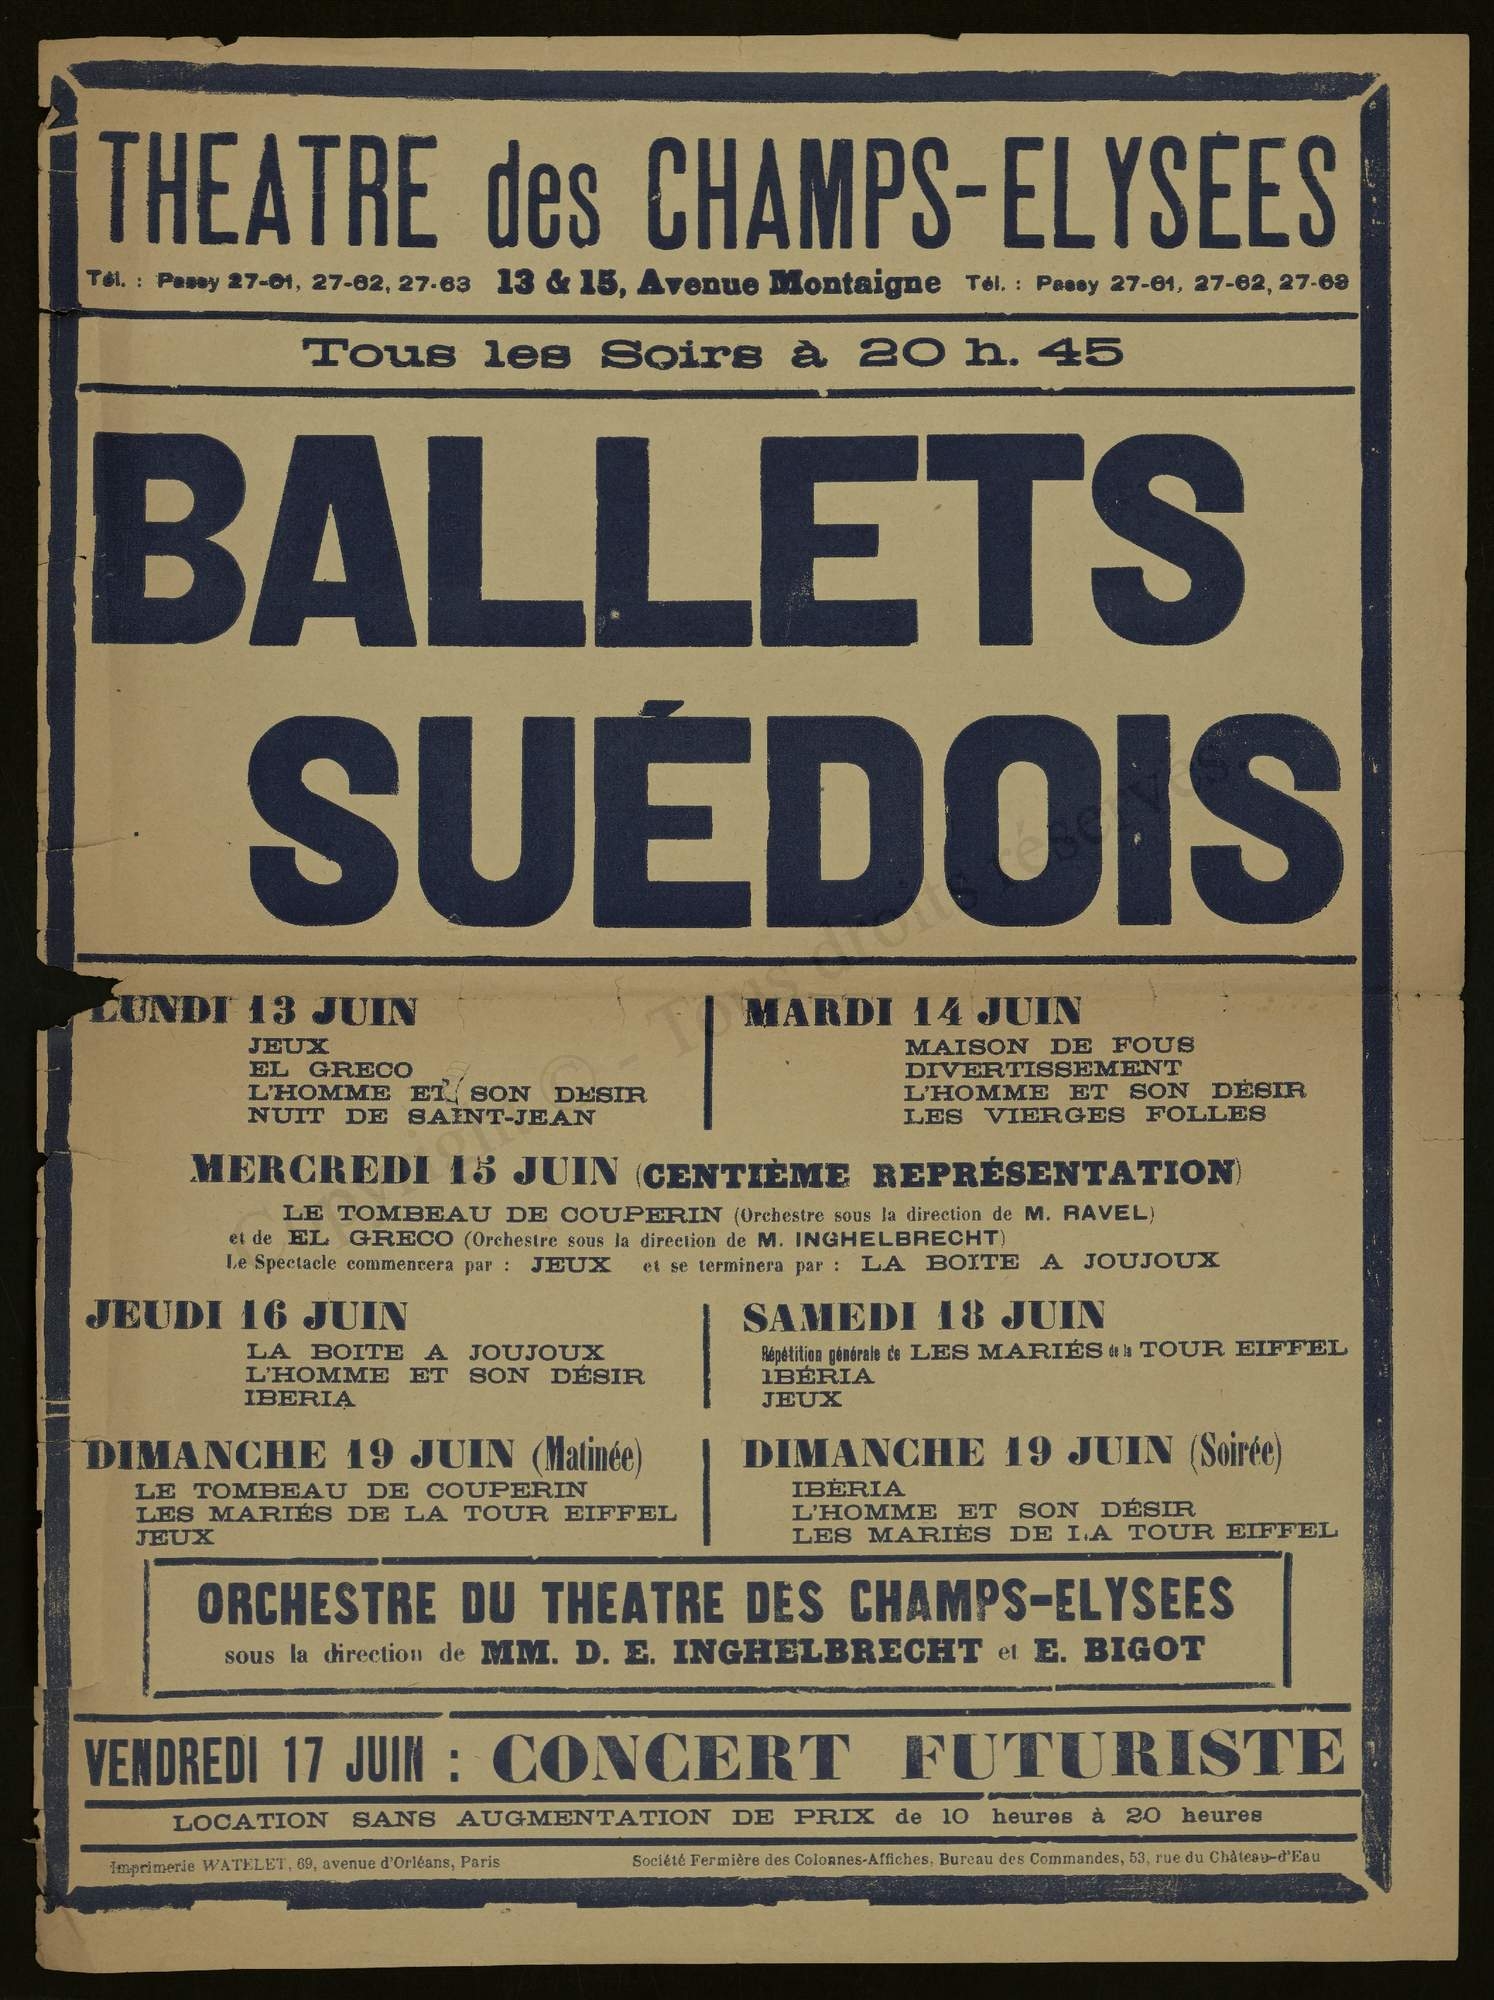 THEATRE des CHAMPS-ELYSÉES
Tél. : Passy 27-61, 27-62, 27-63 13 & 15, Avenue Montaigne Tél. : Passy 27-61, 27-62, 27-63
Tous les Soirs à 20 h. 45
BALLETS
SUÉDOIS
LUNDI 13 JUIN
JEUX
EL GRECO
L'HOMME ET SON DESIR
NUIT DE SAINT-JEAN
MARDI 14 JUIN
MAISON DE FOUS
DIVERTISSEMENT
L'HOMME ET SON DÉSIR
LES VIERGES FOLLES
MERCREDI 15 JUIN (CENTIÈME REPRÉSENTATION)
LE TOMBEAU DE COUPERIN (Orchestre sous la direction de M. RAVEL)
et de EL GRECO (Orchestre sous la direction de M. INGHELBRECHT)
Le Spectacle commencera par : JEUX et se terminera par : LA BOITE A JOUJOUX
JEUDI 16 JUIN
LA BOITE A JOUJOUX
L'HOMME ET SON DÉSIR
IBERIA
SAMEDI 18 JUIN
Répétition générale de LES MARIÉS de la TOUR EIFFEL
IBÉRIA
JEUX
DIMANCHE 19 JUIN (Matinée)
LE TOMBEAU DE COUPERIN
LES MARIÉS DE LA TOUR EIFFEL
JEUX
DIMANCHE 19 JUIN (Soirée)
IBÉRIA
L'HOMME ET SON DÉSIR
LES MARIÉS DE LA TOUR EIFFEL
ORCHESTRE DU THEATRE DES CHAMPS-ELYSEES
sous la direction de MM. D. E. INGHELBRECHT et E. BIGOT
VENDREDI 17 JUIN : CONCERT FUTURISTE
LOCATION SANS AUGMENTATION DE PRIX de 10 heures à 20 heures
Imprimerie WATELET, 69, avenue d'Orléans, Paris Société Fermière des Colonnes-Affiches, Bureau des Commandes, 53, rue du Château-d'Eau
Copyright © - Tous droits réservés.